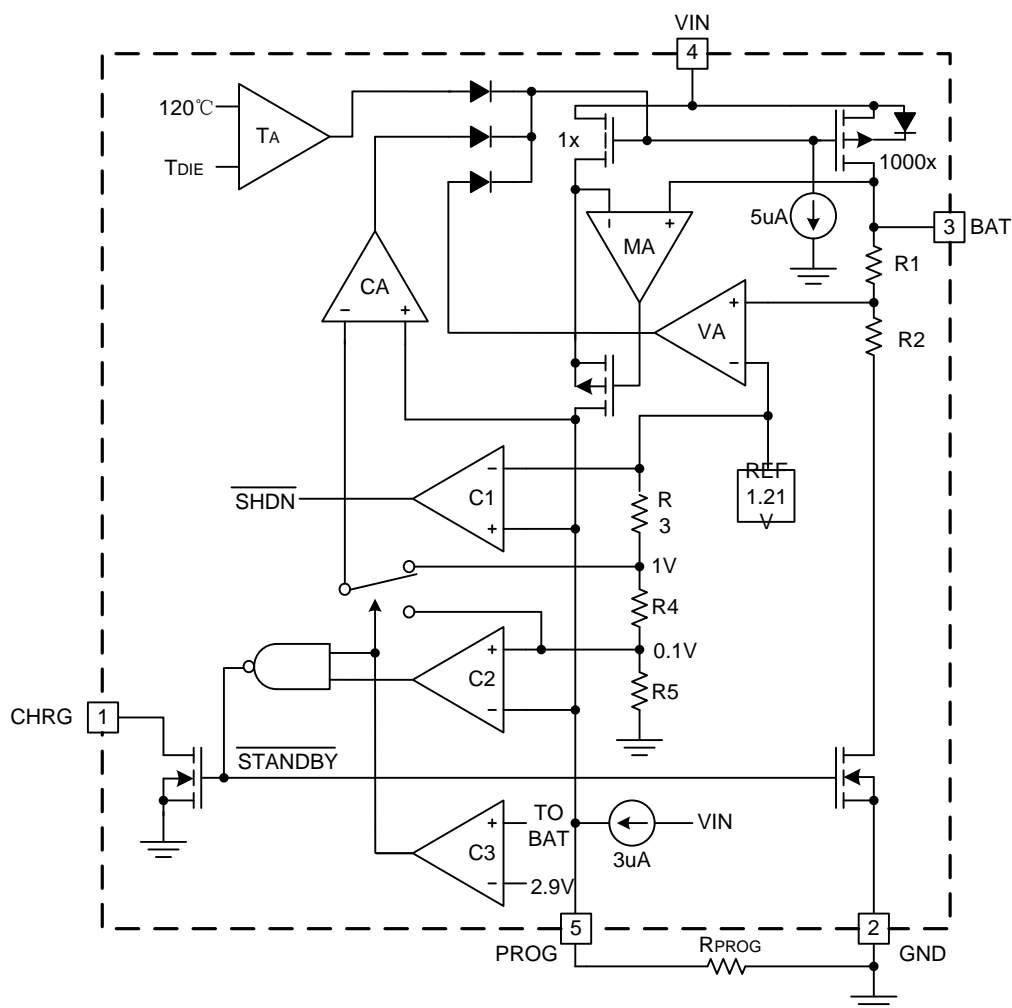 VIN
4
120℃
TA
TDIE
1x
1000x
5uA
3
BAT
MA
R1
CA
VA
R2
REF
1.21
V
SHDN
C1
R
3
1V
R4
0.1V
C2
R5
CHRG
1
STANDBY
TO
BAT
VIN
C3
3uA
2.9V
5
2
PROG
RPROG
GND